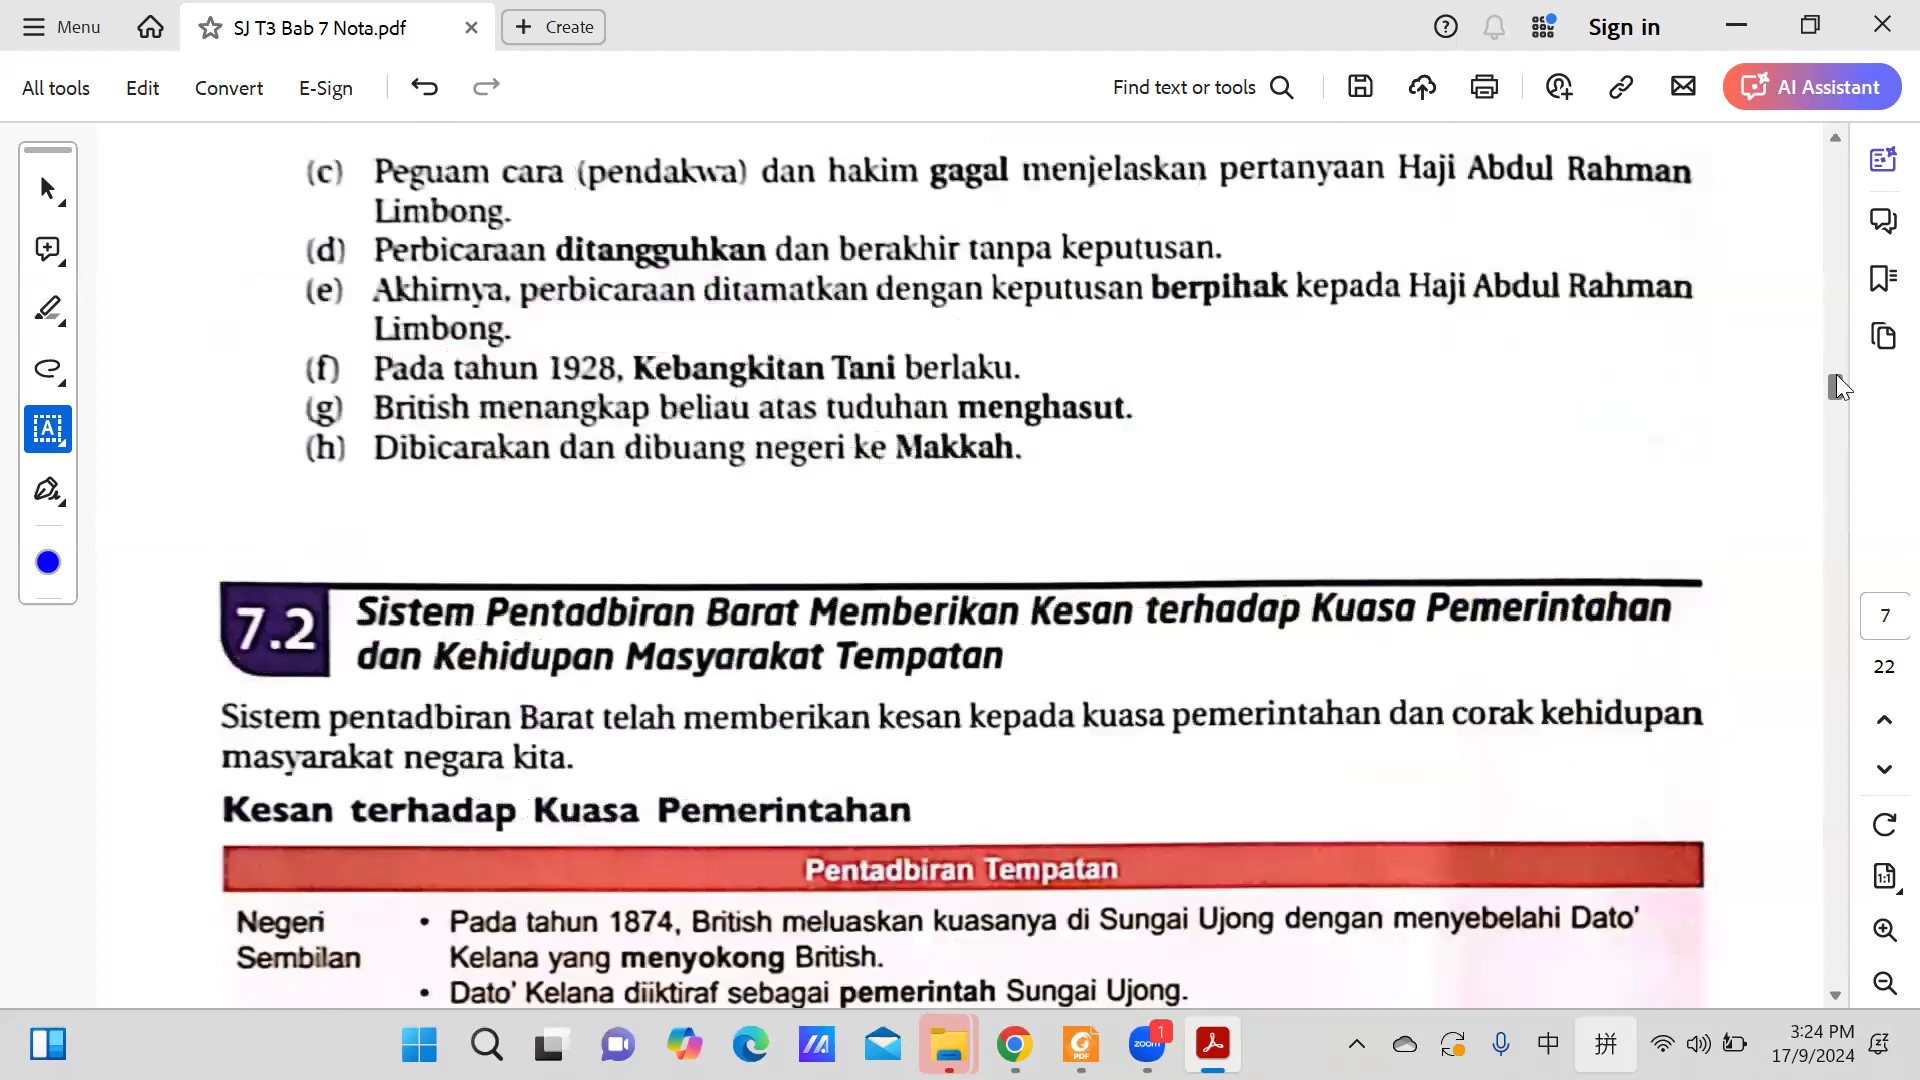 Menu
SJ T3 Bab 7 Nota.pdf
Create
Sign in
All tools
Edit
Convert
E-Sign
Find text or tools
AI Assistant
(c) Peguam cara (pendakwa) dan hakim gagal menjelaskan pertanyaan Haji Abdul Rahman
Limbong.
(d) Perbicaraan ditangguhkan dan berakhir tanpa keputusan.
(e) Akhirnya, perbicaraan ditamatkan dengan keputusan berpihak kepada Haji Abdul Rahman
Limbong.
(f) Pada tahun 1928, Kebangkitan Tani berlaku.
(g) British menangkap beliau atas tuduhan menghasut.
(h) Dibicarakan dan dibuang negeri ke Makkah.
7.2 Sistem Pentadbiran Barat Memberikan Kesan terhadap Kuasa Pemerintahan
dan Kehidupan Masyarakat Tempatan
Sistem pentadbiran Barat telah memberikan kesan kepada kuasa pemerintahan dan corak kehidupan
masyarakat negara kita.
Kesan terhadap Kuasa Pemerintahan
Pentadbiran Tempatan
Negeri
Sembilan
• Pada tahun 1874, British meluaskan kuasanya di Sungai Ujong dengan menyebelahi Dato'
Kelana yang menyokong British.
• Dato' Kelana diiktiraf sebagai pemerintah Sungai Ujong.
7
22
1:1
zoom
1
PDF
中
拼
3:24 PM
17/9/2024